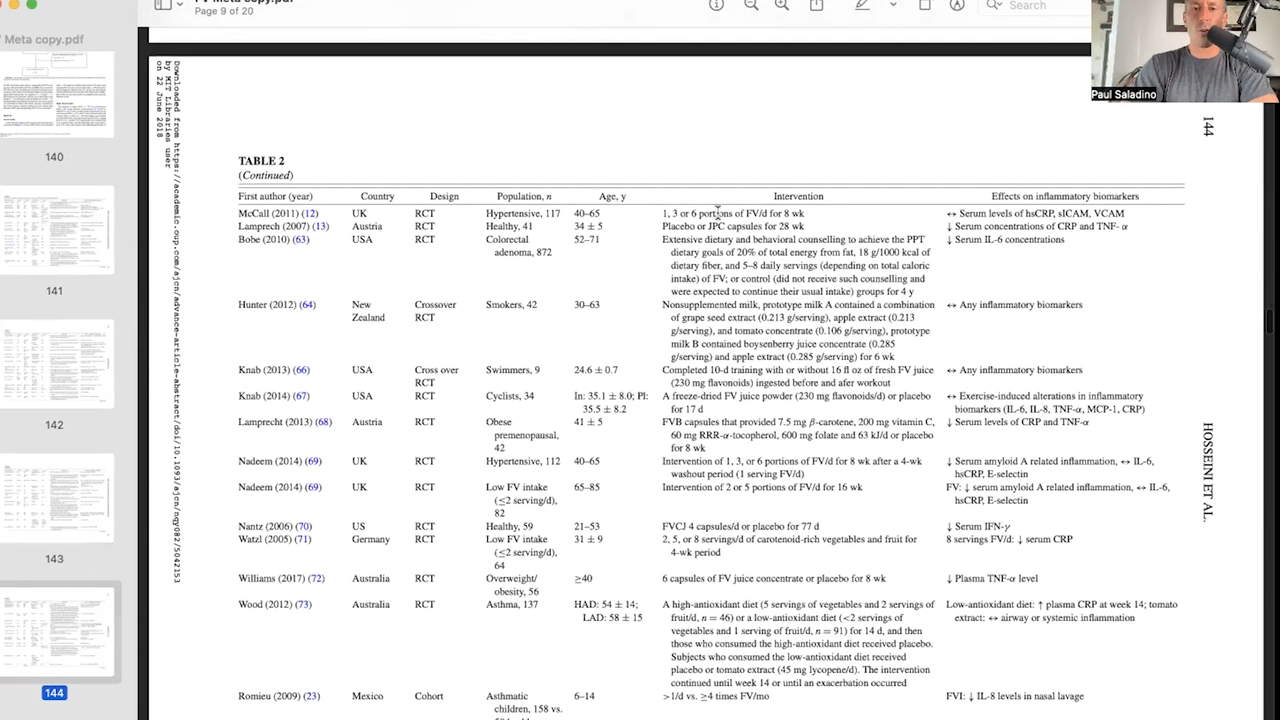 FV Meta copy.pdf
Page 9 of 20
Search
Paul Saladino
Meta copy.pdf
140
141
142
143
144
Downloaded from https://academic.oup.com/ajcn/advance-article-abstract/doi/10.1093/ajcn/nqy082/5042153
by MIT Libraries user
on 22 June 2018
144
HOSSEINI ET AL.
TABLE 2
(Continued)
First author (year) Country Design Population, n Age, y Intervention Effects on inflammatory biomarkers
McCall (2011) (12) UK RCT Hypertensive, 117 40–65 1, 3 or 6 portions of FV/d for 8 wk ↔ Serum levels of hsCRP, sICAM, VCAM
Lamprech (2007) (13) Austria RCT Healthy, 41 34 ± 5 Placebo or JPC capsules for 28 wk ↓ Serum concentrations of CRP and TNF- α
Bobe (2010) (63) USA RCT Colorectal 52–71 Extensive dietary and behavioral counselling to achieve the PPT ↓ Serum IL-6 concentrations
adenoma, 872 dietary goals of 20% of total energy from fat, 18 g/1000 kcal of
dietary fiber, and 5–8 daily servings (depending on total caloric
intake) of FV; or control (did not receive such counselling and
were expected to continue their usual intake) groups for 4 y
Hunter (2012) (64) New Crossover Smokers, 42 30–63 Nonsupplemented milk, prototype milk A contained a combination ↔ Any inflammatory biomarkers
Zealand RCT of grape seed extract (0.213 g/serving), apple extract (0.213
g/serving), and tomato concentrate (0.106 g/serving), prototype
milk B contained boysenberry juice concentrate (0.285
g/serving) and apple extract (0.285 g/serving) for 6 wk
Knab (2013) (66) USA Cross over Swimmers, 9 24.6 ± 0.7 Completed 10-d training with or without 16 fl oz of fresh FV juice ↔ Any inflammatory biomarkers
RCT (230 mg flavonoids) ingested before and afer workout
Knab (2014) (67) USA RCT Cyclists, 34 In: 35.1 ± 8.0; Pl: A freeze-dried FV juice powder (230 mg flavonoids/d) or placebo ↔ Exercise-induced alterations in inflammatory
35.5 ± 8.2 for 17 d biomarkers (IL-6, IL-8, TNF-α, MCP-1, CRP)
Lamprecht (2013) (68) Austria RCT Obese 41 ± 5 FVB capsules that provided 7.5 mg β-carotene, 200 mg vitamin C, ↓ Serum levels of CRP and TNF-α
premenopausal, 60 mg RRR-α-tocopherol, 600 mg folate and 63 kJ/d or placebo
42 for 8 wk
Nadeem (2014) (69) UK RCT Hypertensive, 112 40–65 Intervention of 1, 3, or 6 portions of FV/d for 8 wk after a 4-wk ↓ Serum amyloid A related inflammation, ↔ IL-6,
washout period (1 serving FV/d) hsCRP, E-selectin
Nadeem (2014) (69) UK RCT Low FV intake 65–85 Intervention of 2 or 5 portions of FV/d for 16 wk FV: ↓ serum amyloid A related inflammation, ↔ IL-6,
(≤2 serving/d), hsCRP, E-selectin
82
Nantz (2006) (70) US RCT Healthy, 59 21–53 FVCJ 4 capsules/d or placebo for 77 d ↓ Serum IFN-γ
Watzl (2005) (71) Germany RCT Low FV intake 31 ± 9 2, 5, or 8 servings/d of carotenoid-rich vegetables and fruit for 8 servings FV/d: ↓ serum CRP
(≤2 serving/d), 4-wk period
64
Williams (2017) (72) Australia RCT Overweight/ ≥40 6 capsules of FV juice concentrate or placebo for 8 wk ↓ Plasma TNF-α level
obesity, 56
Wood (2012) (73) Australia RCT Asthma, 137 HAD: 54 ± 14; A high-antioxidant diet (5 servings of vegetables and 2 servings of Low-antioxidant diet: ↑ plasma CRP at week 14; tomato
LAD: 58 ± 15 fruit/d, n = 46) or a low-antioxidant diet (<2 servings of extract: ↔ airway or systemic inflammation
vegetables and 1 serving of fruit/d, n = 91) for 14 d, and then
those who consumed the high-antioxidant diet received placebo.
Subjects who consumed the low-antioxidant diet received
placebo or tomato extract (45 mg lycopene/d). The intervention
continued until week 14 or until an exacerbation occurred
Romieu (2009) (23) Mexico Cohort Asthmatic 6–14 >1/d vs. ≥4 times FV/mo FVI: ↓ IL-8 levels in nasal lavage
children, 158 vs.